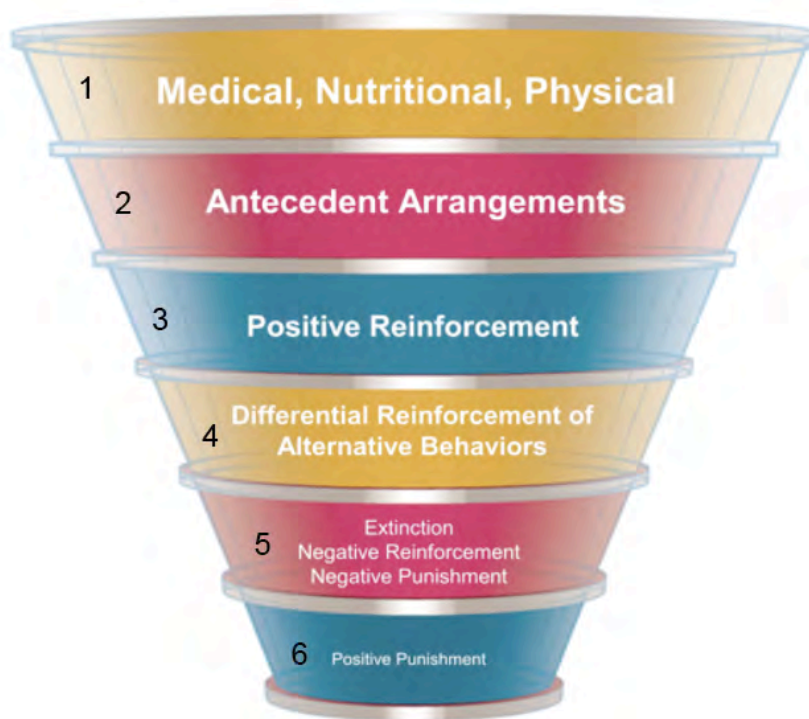 1 Medical, Nutritional, Physical
2 Antecedent Arrangements
3 Positive Reinforcement
4 Differential Reinforcement of
Alternative Behaviors
5 Extinction
Negative Reinforcement
Negative Punishment
6 Positive Punishment